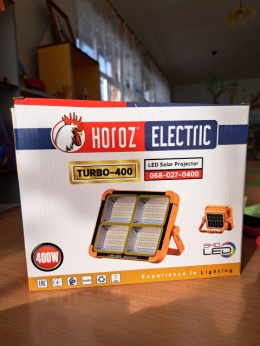 HOROZ ELECTRIC
TURBO-400
LED Solar Projector
068-027-0400
400W
SMD LED
Experience in Lighting